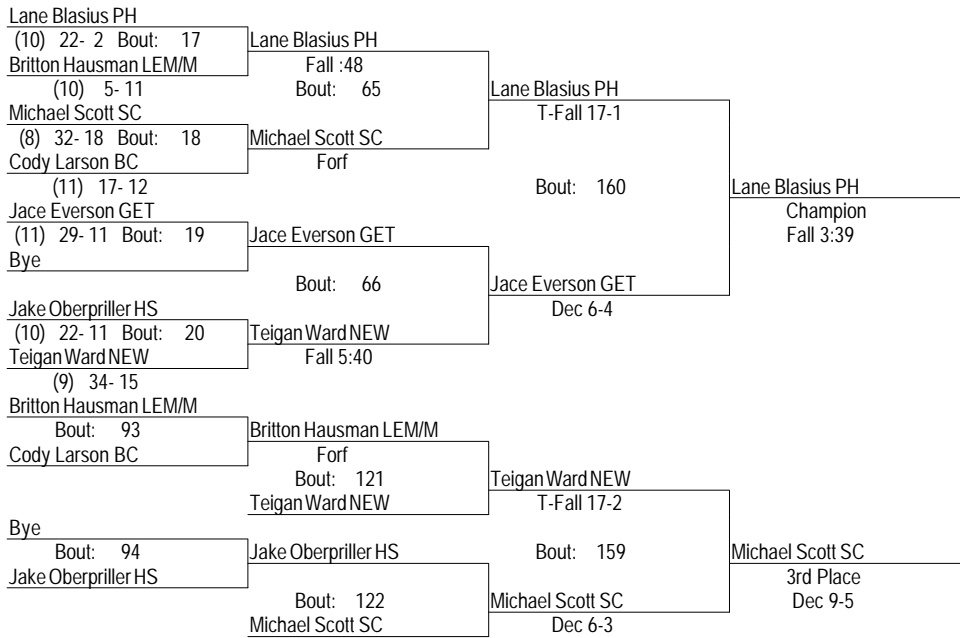 Lane Blasius PH
(10) 22- 2 Bout: 17
Lane Blasius PH
Britton Hausman LEM/M
Fall :48
(10) 5- 11
Bout: 65
Lane Blasius PH
Michael Scott SC
T-Fall 17-1
(8) 32- 18 Bout: 18
Michael Scott SC
Cody Larson BC
Forf
(11) 17- 12
Bout: 160
Lane Blasius PH
Jace Everson GET
Champion
(11) 29- 11 Bout: 19
Jace Everson GET
Fall 3:39
Bye
Bout: 66
Jace Everson GET
Jake Oberpriller HS
Dec 6-4
(10) 22- 11 Bout: 20
Teigan Ward NEW
Teigan Ward NEW
Fall 5:40
(9) 34- 15
Britton Hausman LEM/M
Bout: 93
Britton Hausman LEM/M
Cody Larson BC
Forf
Bout: 121
Teigan Ward NEW
Teigan Ward NEW
T-Fall 17-2
Bye
Bout: 94
Jake Oberpriller HS
Bout: 159
Michael Scott SC
Jake Oberpriller HS
3rd Place
Bout: 122
Michael Scott SC
Dec 9-5
Michael Scott SC
Dec 6-3